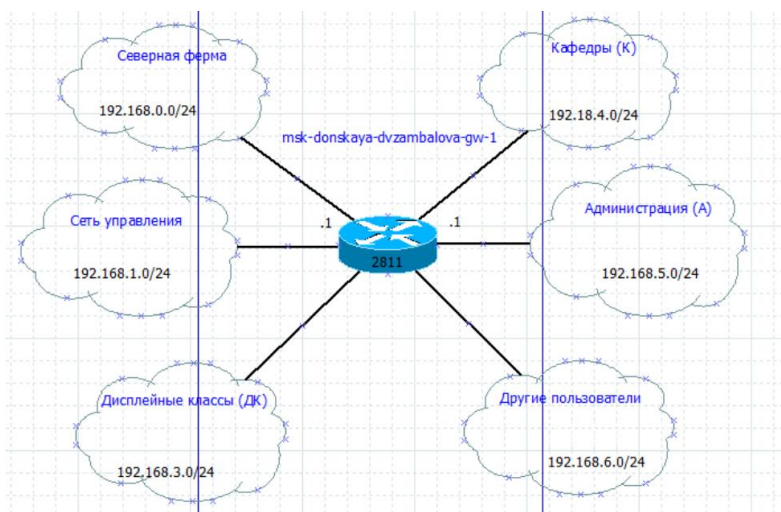 Северная ферма
192.168.0.0/24
Кафедры (К)
192.18.4.0/24
msk-donskaya-dvzambalova-gw-1
Сеть управления
192.168.1.0/24
.1
.1
2811
Администрация (А)
192.168.5.0/24
Дисплейные классы (ДК)
192.168.3.0/24
Другие пользователи
192.168.6.0/24